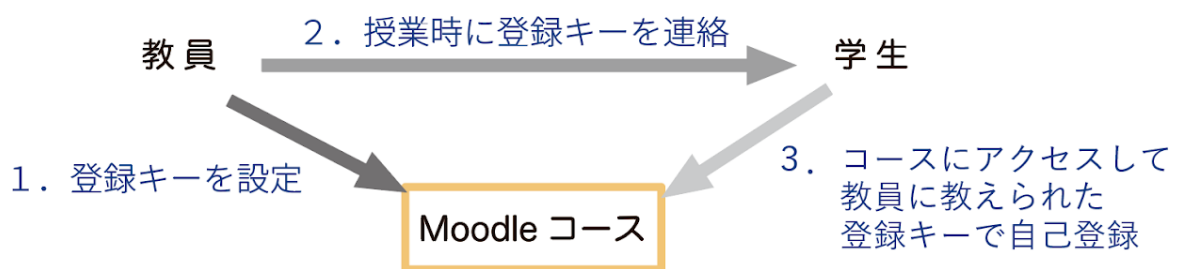 ２．授業時に登録キーを連絡
教員
学生
１．登録キーを設定
３．コースにアクセスして
教員に教えられた
登録キーで自己登録
Moodle コース